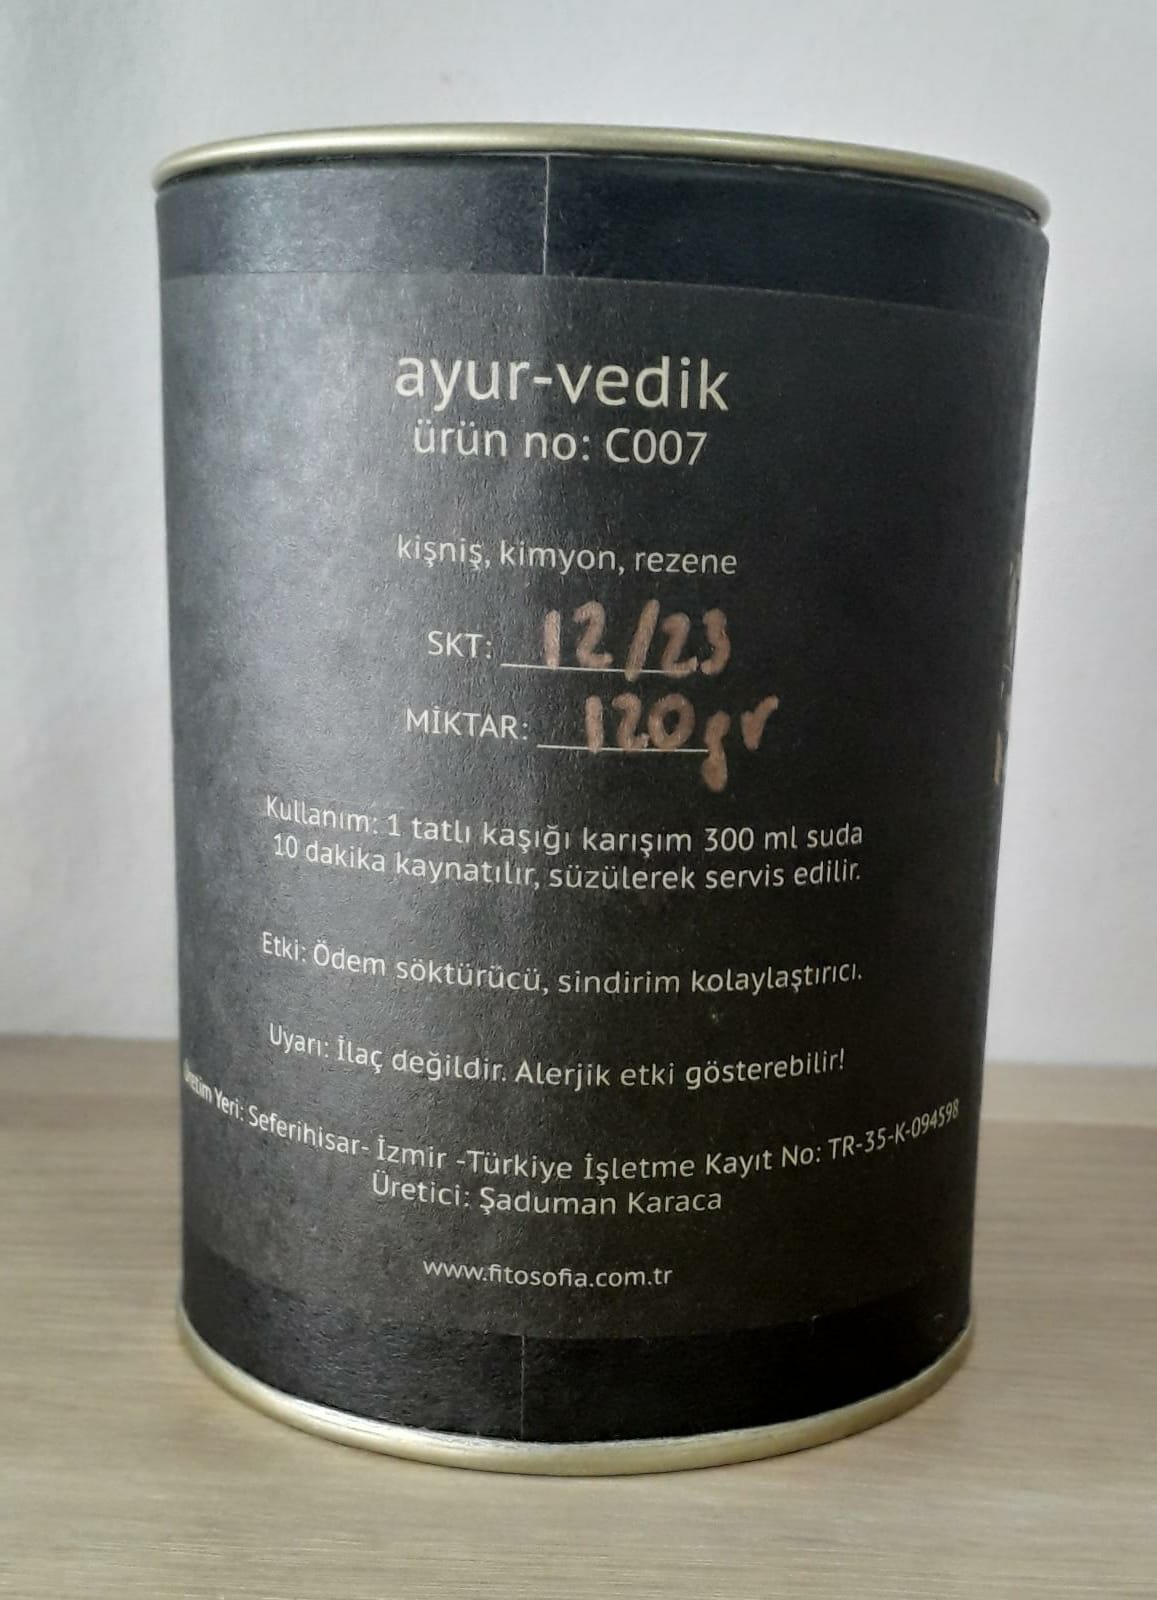 ayur-vedik
ürün no: C007
kişniş, kimyon, rezene
SKT: 12/23
MİKTAR: 120gr
Kullanım: 1 tatlı kaşığı karışım 300 ml suda
10 dakika kaynatılır, süzülerek servis edilir.
Etki: Ödem söktürücü, sindirim kolaylaştırıcı.
Uyarı: İlaç değildir. Alerjik etki gösterebilir!
Üretim Yeri: Seferihisar- İzmir -Türkiye İşletme Kayıt No: TR-35-K-094598
Üretici: Şaduman Karaca
www.fitosofia.com.tr